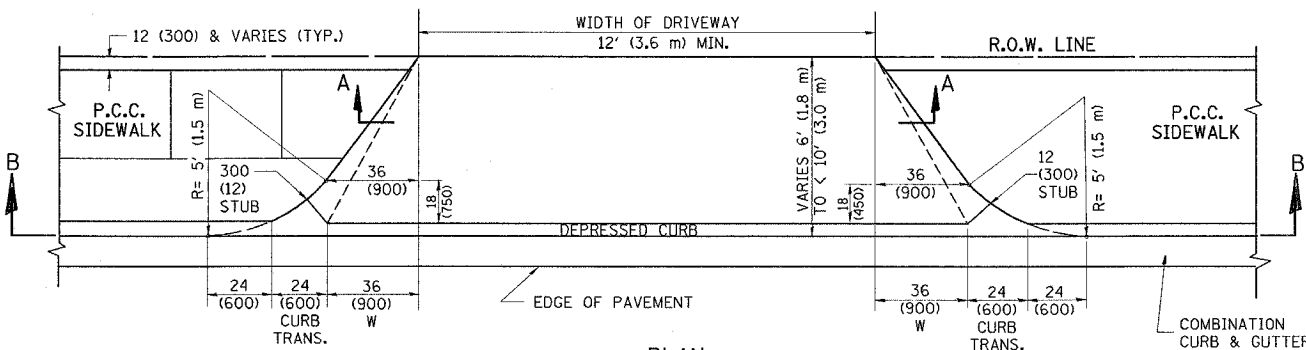 12 (300) & VARIES (TYP.)
WIDTH OF DRIVEWAY
12' (3.6 m) MIN.
R.O.W. LINE
A
A
P.C.C.
SIDEWALK
P.C.C.
SIDEWALK
R= 5' (1.5 m)
VARIES 6' (1.8 m)
TO < 10' (3.0 m)
R= 5' (1.5 m)
B
B
300
(12)
STUB
36
(900)
18
(750)
36
(900)
18
(450)
12
(300)
STUB
DEPRESSED CURB
24
(600)
24
(600)
CURB
TRANS.
36
(900)
W
EDGE OF PAVEMENT
36
(900)
W
24
(600)
CURB
TRANS.
24
(600)
COMBINATION
CURB & GUTTER